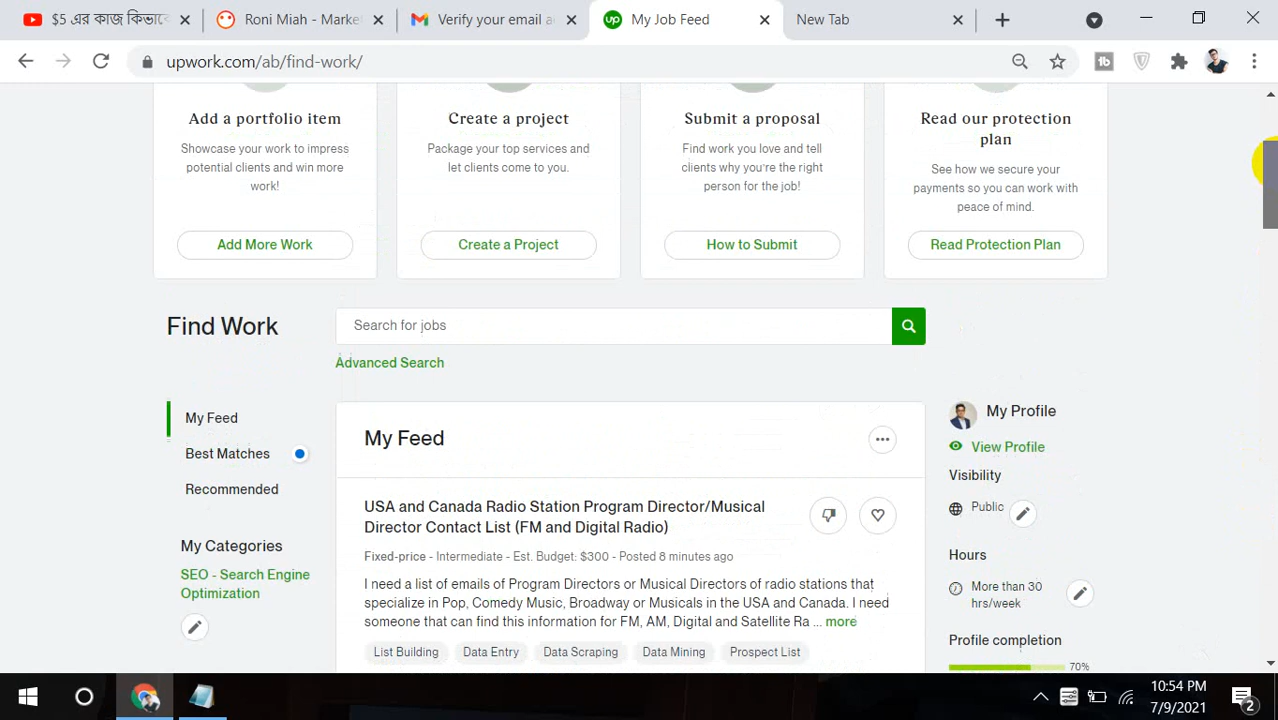 $5 এর কাজ কিভাবে
Roni Miah - Marke
Verify your email a
My Job Feed
New Tab
upwork.com/ab/find-work/
Add a portfolio item
Create a project
Submit a proposal
Read our protection
plan
Showcase your work to impress
potential clients and win more
work!
Package your top services and
let clients come to you.
Find work you love and tell
clients why you're the right
person for the job!
See how we secure your
payments so you can work with
peace of mind.
Add More Work
Create a Project
How to Submit
Read Protection Plan
Find Work
Search for jobs
Advanced Search
My Feed
Best Matches
Recommended
My Categories
SEO - Search Engine
Optimization
My Feed
USA and Canada Radio Station Program Director/Musical
Director Contact List (FM and Digital Radio)
Fixed-price - Intermediate - Est. Budget: $300 - Posted 8 minutes ago
I need a list of emails of Program Directors or Musical Directors of radio stations that
specialize in Pop, Comedy Music, Broadway or Musicals in the USA and Canada. I need
someone that can find this information for FM, AM, Digital and Satellite Ra ... more
List Building
Data Entry
Data Scraping
Data Mining
Prospect List
My Profile
View Profile
Visibility
Public
Hours
More than 30
hrs/week
Profile completion
70%
10:54 PM
7/9/2021
2